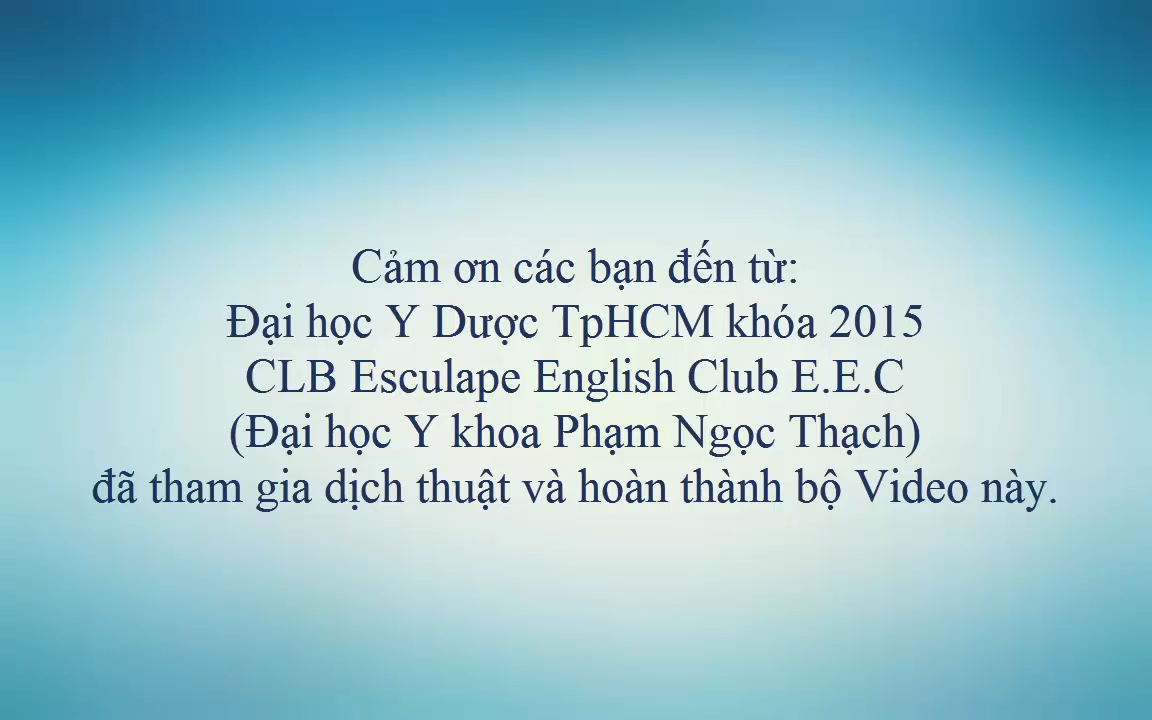 Cảm ơn các bạn đến từ:
Đại học Y Dược TpHCM khóa 2015
CLB Esculape English Club E.E.C
(Đại học Y khoa Phạm Ngọc Thạch)
đã tham gia dịch thuật và hoàn thành bộ Video này.